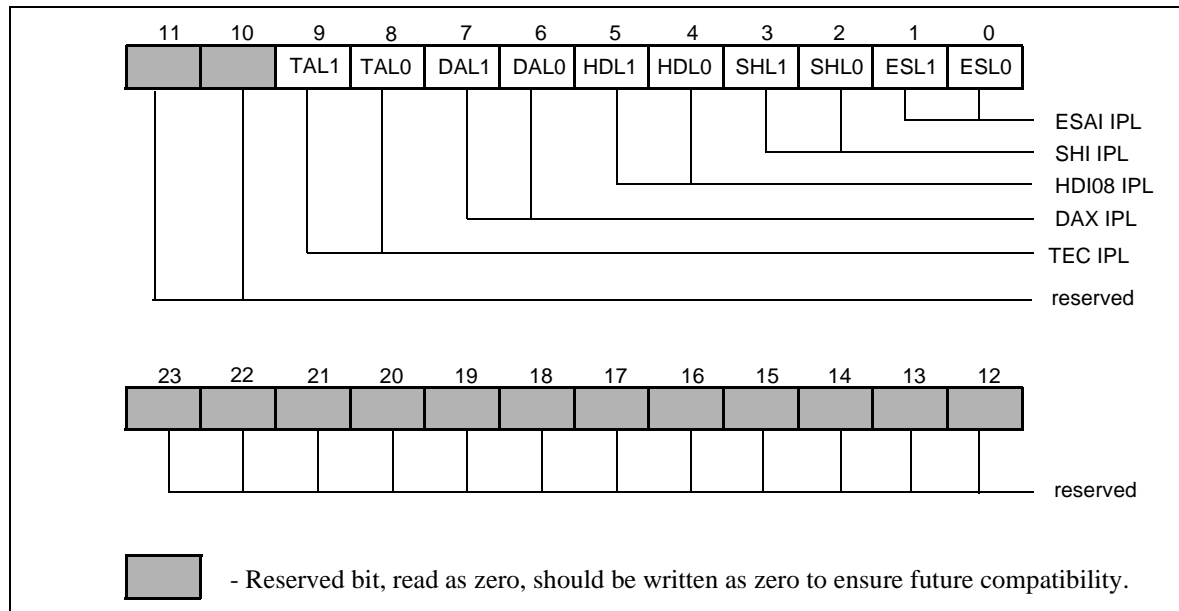 11 10 9 8 7 6 5 4 3 2 1 0
TAL1 TAL0 DAL1 DAL0 HDL1 HDL0 SHL1 SHL0 ESL1 ESL0
ESAI IPL
SHI IPL
HDI08 IPL
DAX IPL
TEC IPL
reserved
23 22 21 20 19 18 17 16 15 14 13 12
reserved
- Reserved bit, read as zero, should be written as zero to ensure future compatibility.